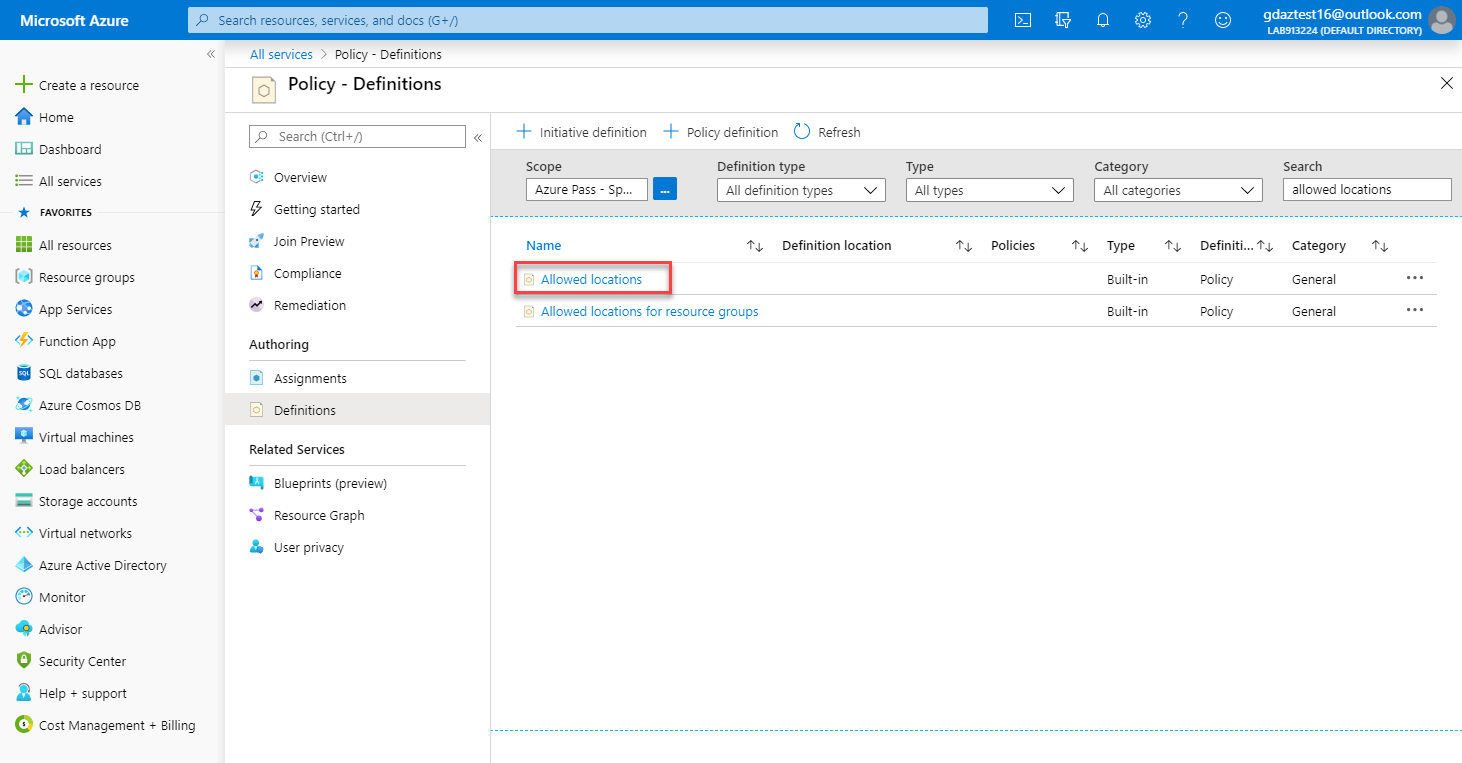 Microsoft Azure
Search resources, services, and docs (G+/)
gdaztest16@outlook.com
LAB913224 (DEFAULT DIRECTORY)
«
Create a resource
Home
Dashboard
All services
FAVORITES
All resources
Resource groups
App Services
Function App
SQL databases
Azure Cosmos DB
Virtual machines
Load balancers
Storage accounts
Virtual networks
Azure Active Directory
Monitor
Advisor
Security Center
Help + support
Cost Management + Billing
All services > Policy - Definitions
Policy - Definitions
Search (Ctrl+/)
«
Overview
Getting started
Join Preview
Compliance
Remediation
Authoring
Assignments
Definitions
Related Services
Blueprints (preview)
Resource Graph
User privacy
Initiative definition Policy definition Refresh
Scope Definition type Type Category Search
Azure Pass - Sp... ... All definition types All types All categories allowed locations
Name Definition location Policies Type Definiti... Category
Allowed locations Built-in Policy General ...
Allowed locations for resource groups Built-in Policy General ...